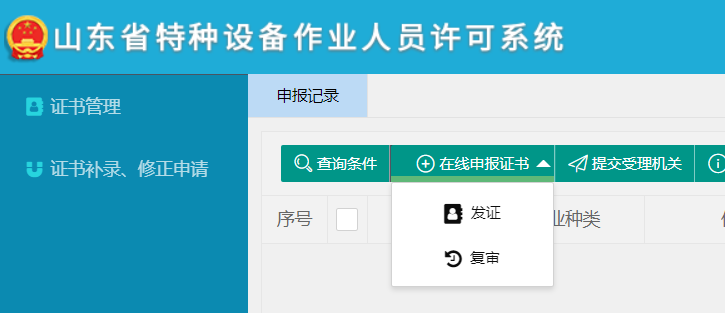 山东省特种设备作业人员许可系统
证书管理
申报记录
证书补录、修正申请
查询条件
在线申报证书
提交受理机关
序号
业种类
发证
复审